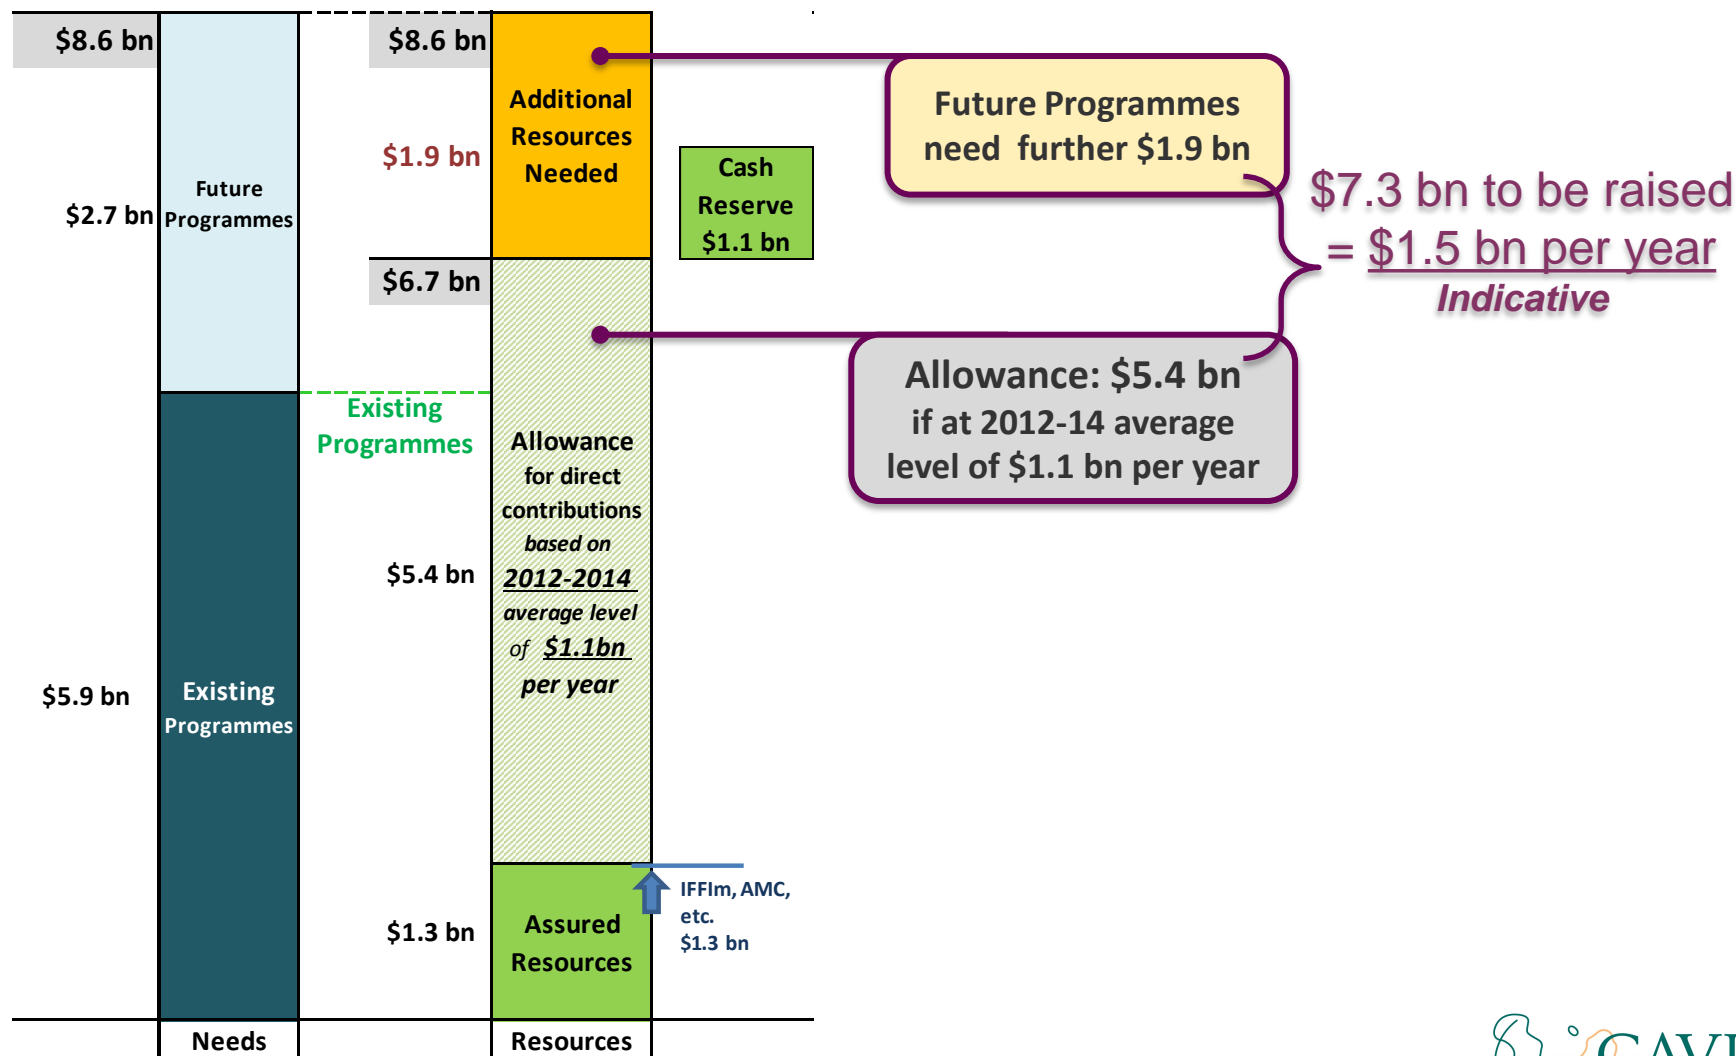 $8.6 bn
$2.7 bn
$5.9 bn
Future
Programmes
Existing
Programmes
Needs
$8.6 bn
$1.9 bn
$6.7 bn
Existing
Programmes
$5.4 bn
$1.3 bn
Additional
Resources
Needed
Allowance
for direct
contributions
based on
2012-2014
average level
of $1.1bn
per year
Assured
Resources
Resources
Cash
Reserve
$1.1 bn
IFFIm, AMC,
etc.
$1.3 bn
Future Programmes
need further $1.9 bn
Allowance: $5.4 bn
if at 2012-14 average
level of $1.1 bn per year
$7.3 bn to be raised
= $1.5 bn per year
Indicative